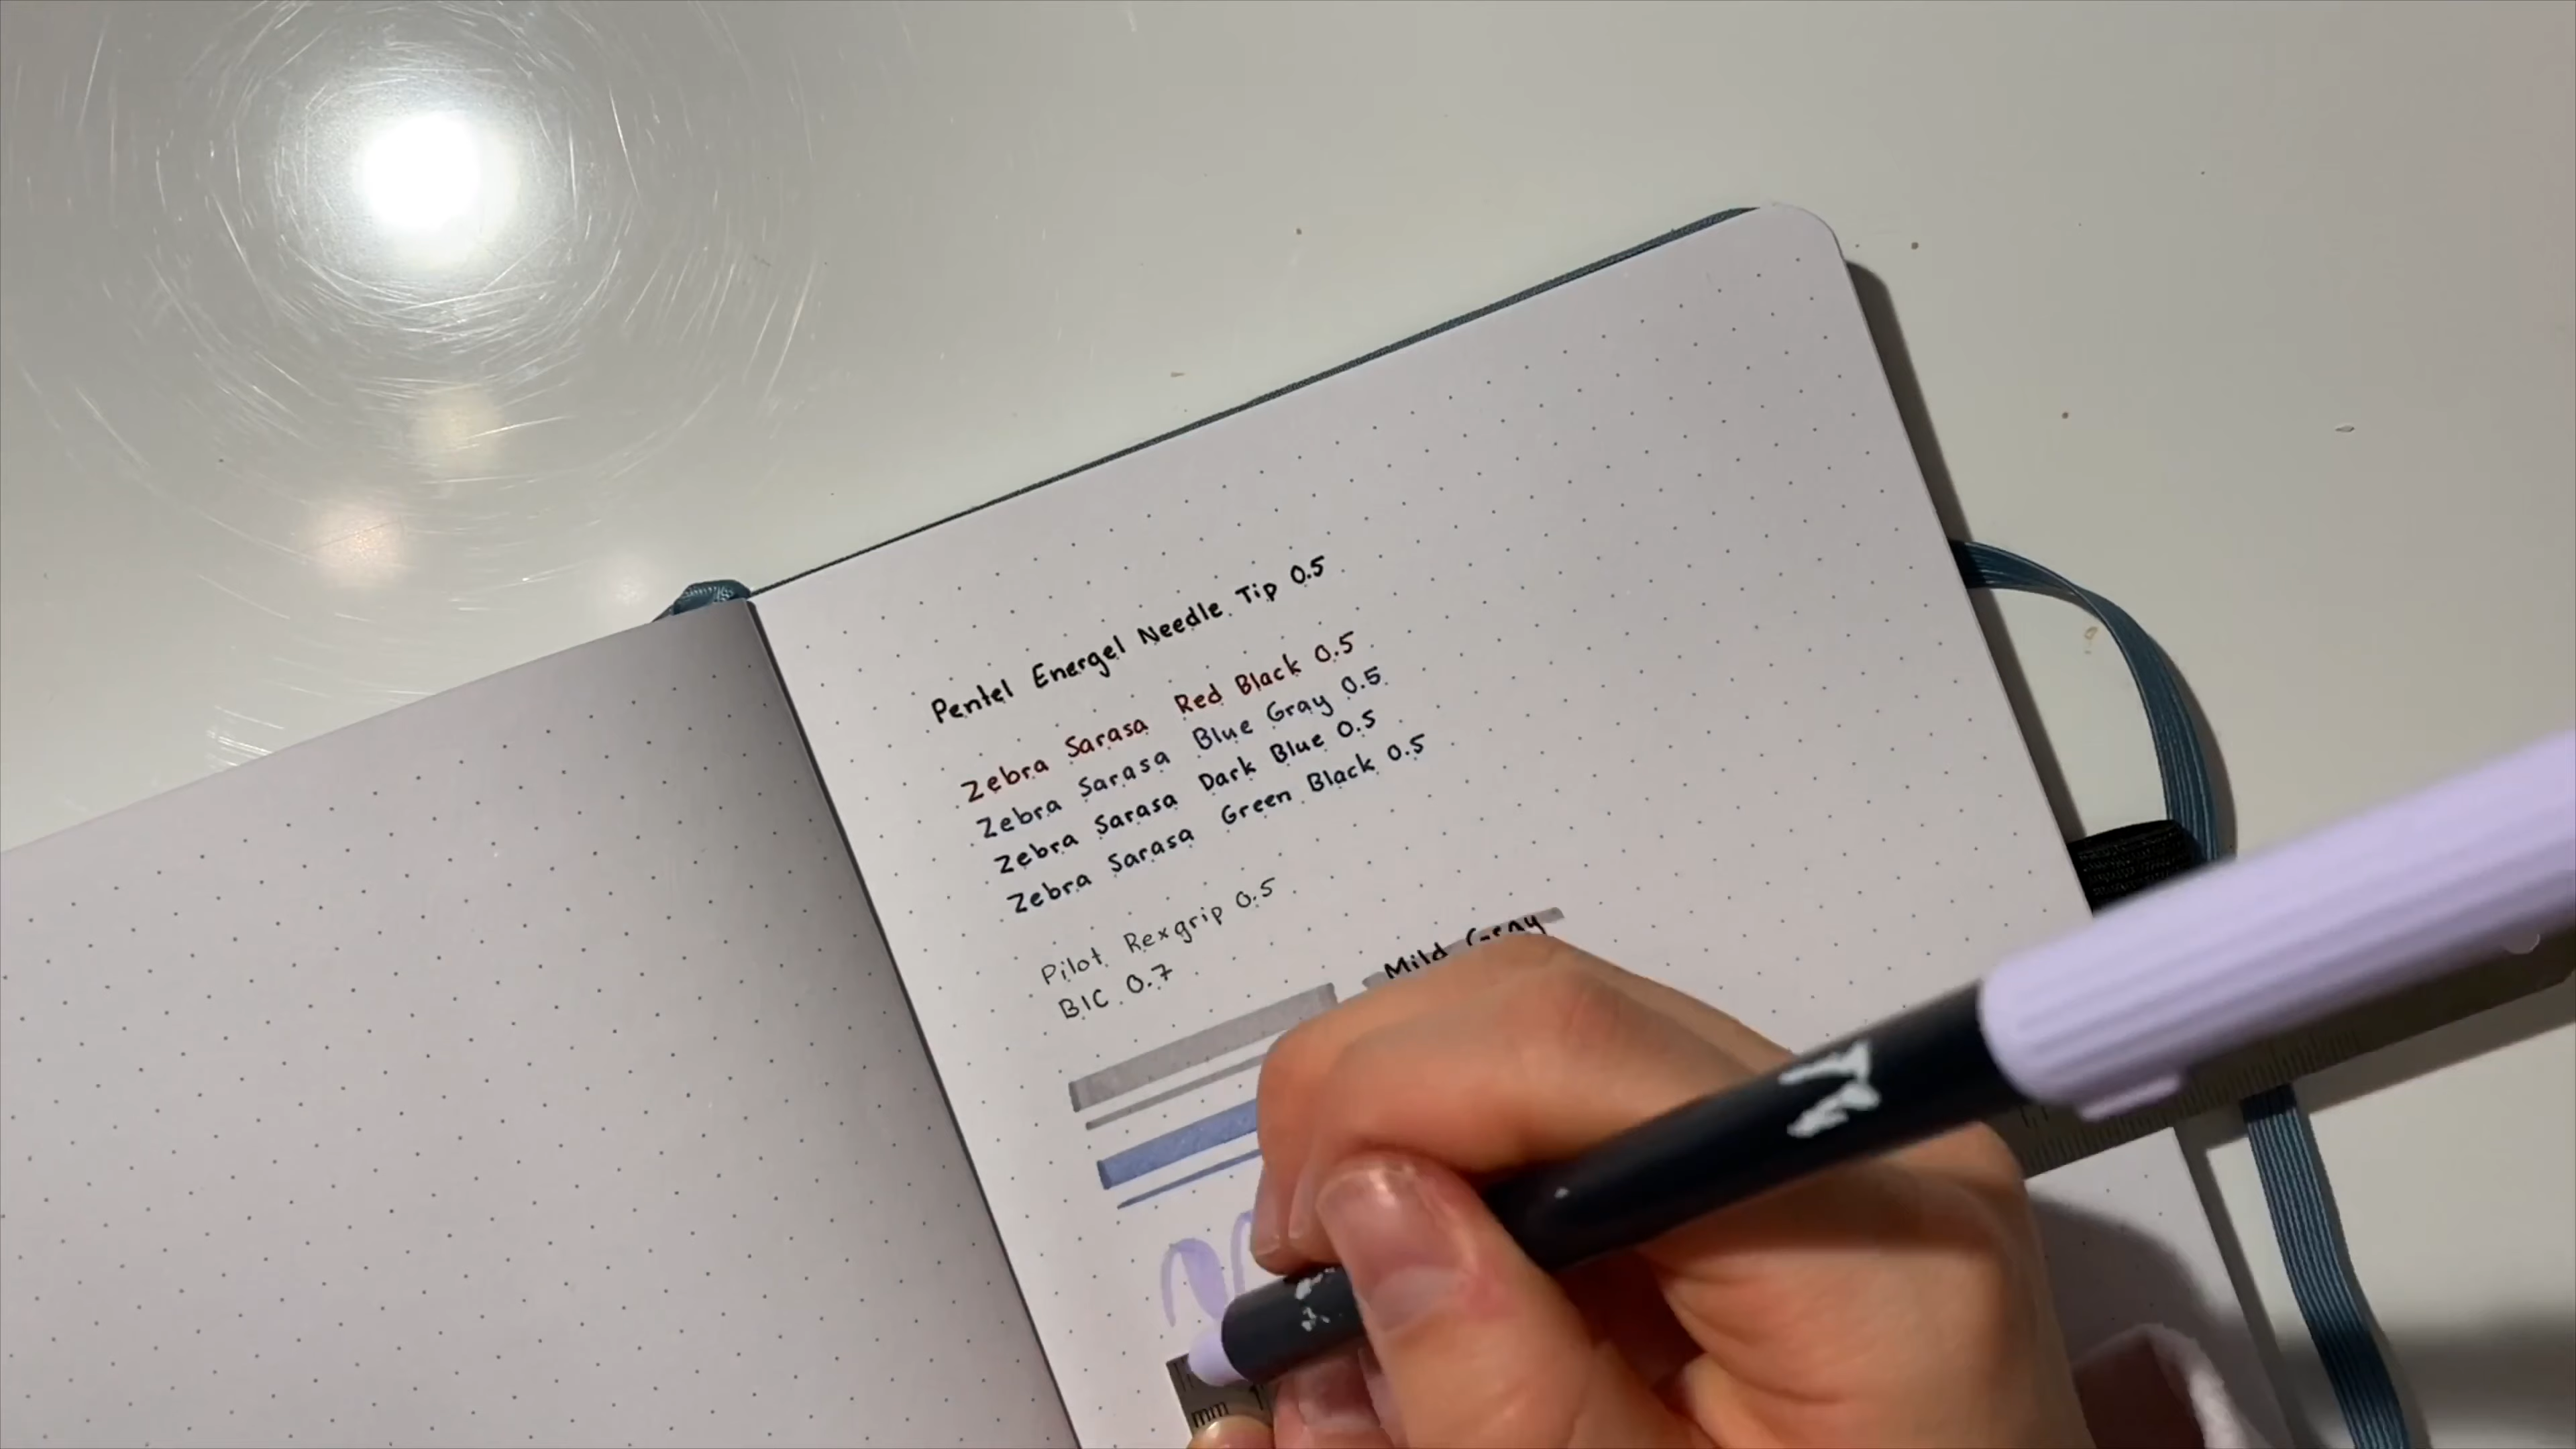 Pentel Energel Needle Tip 0.5
Zebra Sarasa Red Black 0.5
Zebra Sarasa Blue Gray 0.5
Zebra Sarasa Dark Blue 0.5
Zebra Sarasa Green Black 0.5
Pilot Rexgrip 0.5
BIC 0.7
Mild Gray
mm